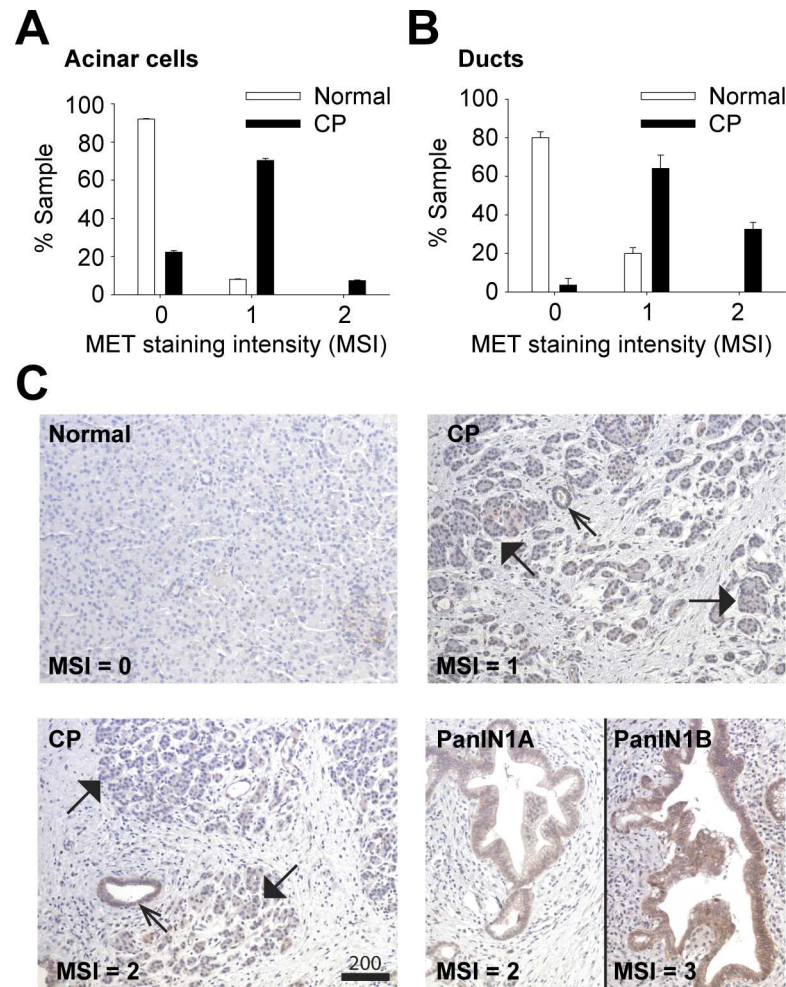 A
Acinar cells
Normal
CP
100
80
60
40
20
0
% Sample
0 1 2
MET staining intensity (MSI)
B
Ducts
Normal
CP
100
80
60
40
20
0
% Sample
0 1 2
MET staining intensity (MSI)
C
Normal
MSI = 0
CP
MSI = 1
CP
MSI = 2
200
PanIN1A
MSI = 2
PanIN1B
MSI = 3